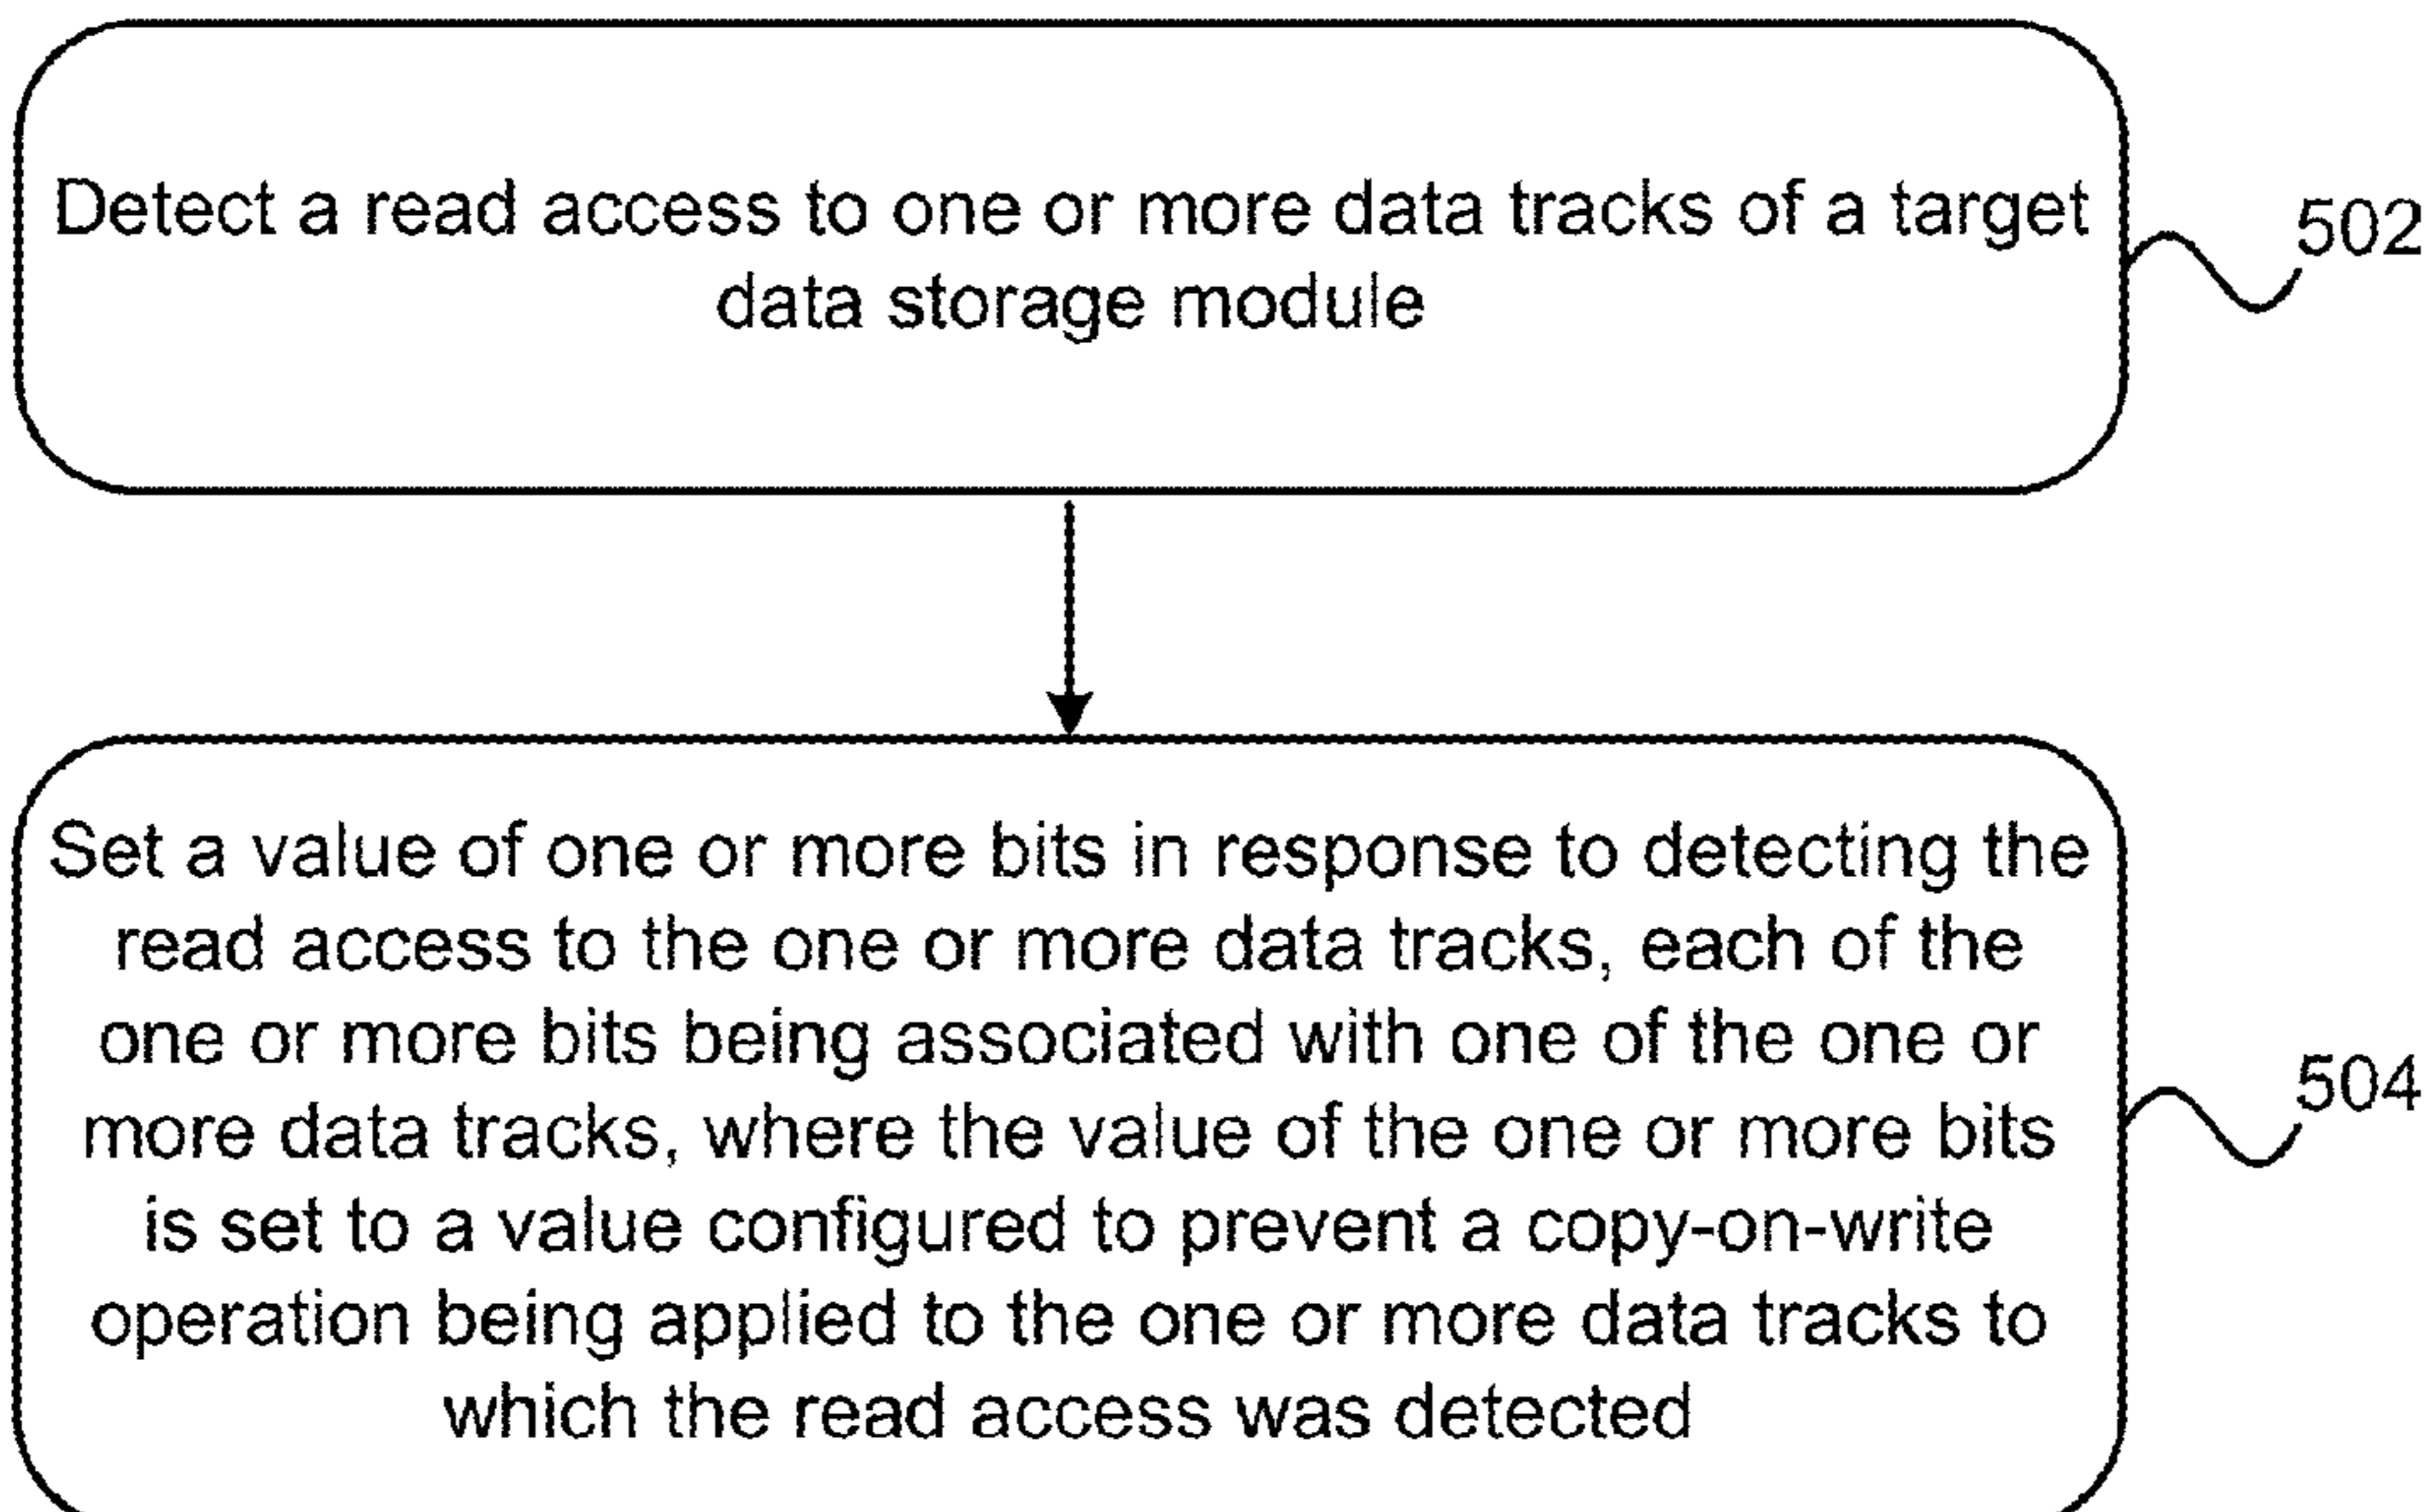 Detect a read access to one or more data tracks of a target
data storage module
502
Set a value of one or more bits in response to detecting the
read access to the one or more data tracks, each of the
one or more bits being associated with one of the one or
more data tracks, where the value of the one or more bits
is set to a value configured to prevent a copy-on-write
operation being applied to the one or more data tracks to
which the read access was detected
504